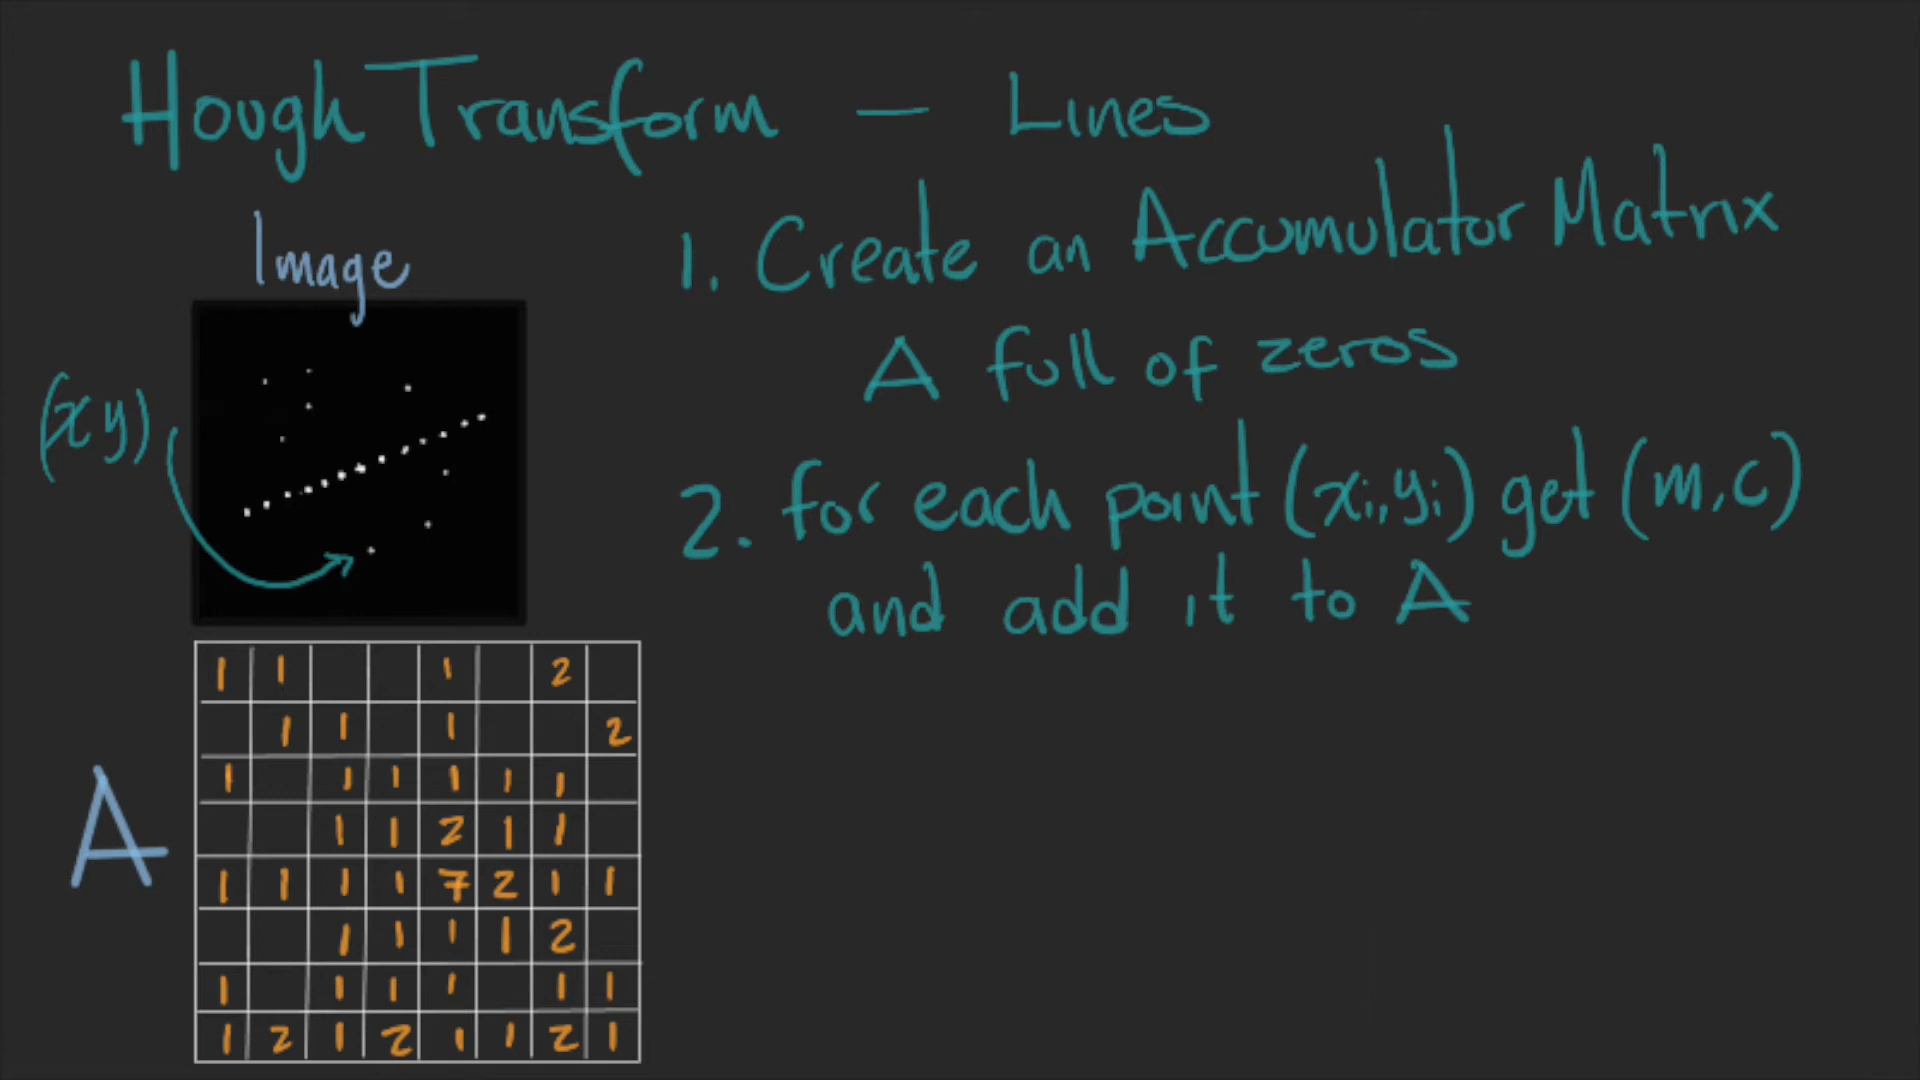 Hough Transform — Lines
Image
(x y)
1. Create an Accumulator Matrix
A full of zeros
2. for each point (xi,yi) get (m,c)
and add it to A
A
1 1 1 2
1 1 1 2
1 1 1 1 1 1
1 1 2 1 1
1 1 1 1 7 2 1 1
1 1 1 1 2
1 1 1 1 1 1
1 2 1 2 1 1 2 1